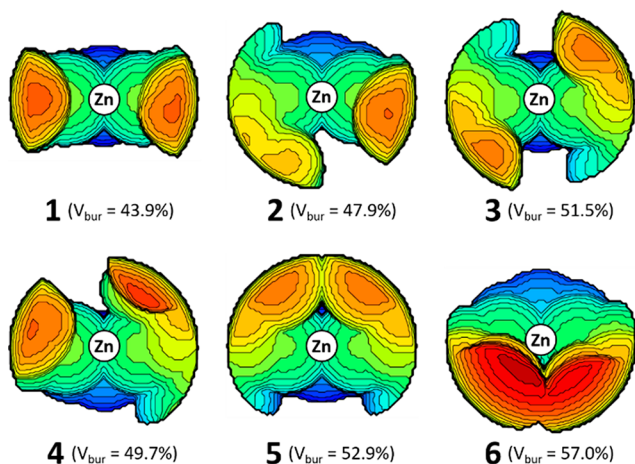 Zn Zn Zn
1 (Vbur = 43.9%) 2 (Vbur = 47.9%) 3 (Vbur = 51.5%)
Zn Zn Zn
4 (Vbur = 49.7%) 5 (Vbur = 52.9%) 6 (Vbur = 57.0%)